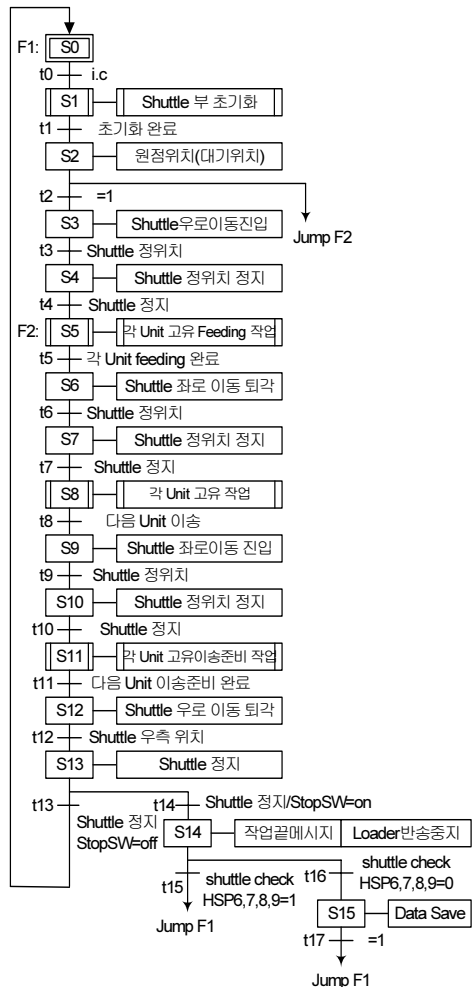 F1: S0
t0 i.c
S1 Shuttle 부 초기화
t1 초기화 완료
S2 원점위치(대기위치)
t2 =1
S3 Shuttle우로이동진입
Jump F2
t3 Shuttle 정위치
S4 Shuttle 정위치 정지
t4 Shuttle 정지
F2: S5 각 Unit 고유 Feeding 작업
t5 각 Unit feeding 완료
S6 Shuttle 좌로 이동 퇴각
t6 Shuttle 정위치
S7 Shuttle 정위치 정지
t7 Shuttle 정지
S8 각 Unit 고유 작업
t8 다음 Unit 이송
S9 Shuttle 좌로이동 진입
t9 Shuttle 정위치
S10 Shuttle 정위치 정지
t10 Shuttle 정지
S11 각 Unit 고유이송준비 작업
t11 다음 Unit 이송준비 완료
S12 Shuttle 우로 이동 퇴각
t12 Shuttle 우측 위치
S13 Shuttle 정지
t13 Shuttle 정지
StopSW=off
t14 Shuttle 정지/StopSW=on
S14 작업끝메시지 Loader반송중지
t15 shuttle check
HSP6,7,8,9=1
Jump F1
t16 shuttle check
HSP6,7,8,9=0
S15 Data Save
t17 =1
Jump F1